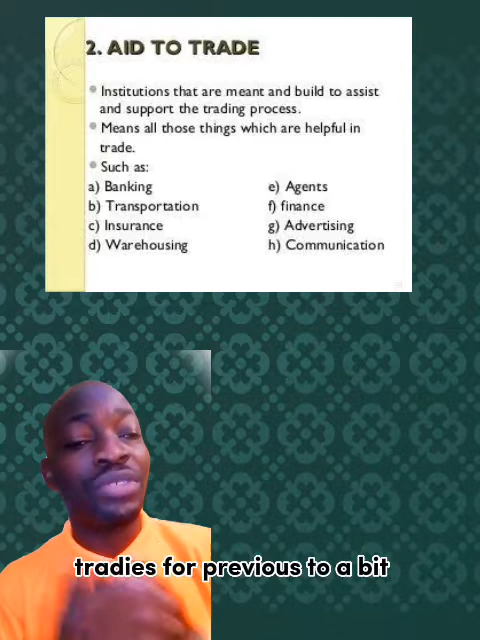 2. AID TO TRADE
Institutions that are meant and build to assist
and support the trading process.
Means all those things which are helpful in
trade.
Such as:
a) Banking
e) Agents
b) Transportation
f) finance
c) Insurance
g) Advertising
d) Warehousing
h) Communication
tradies for previous to a bit